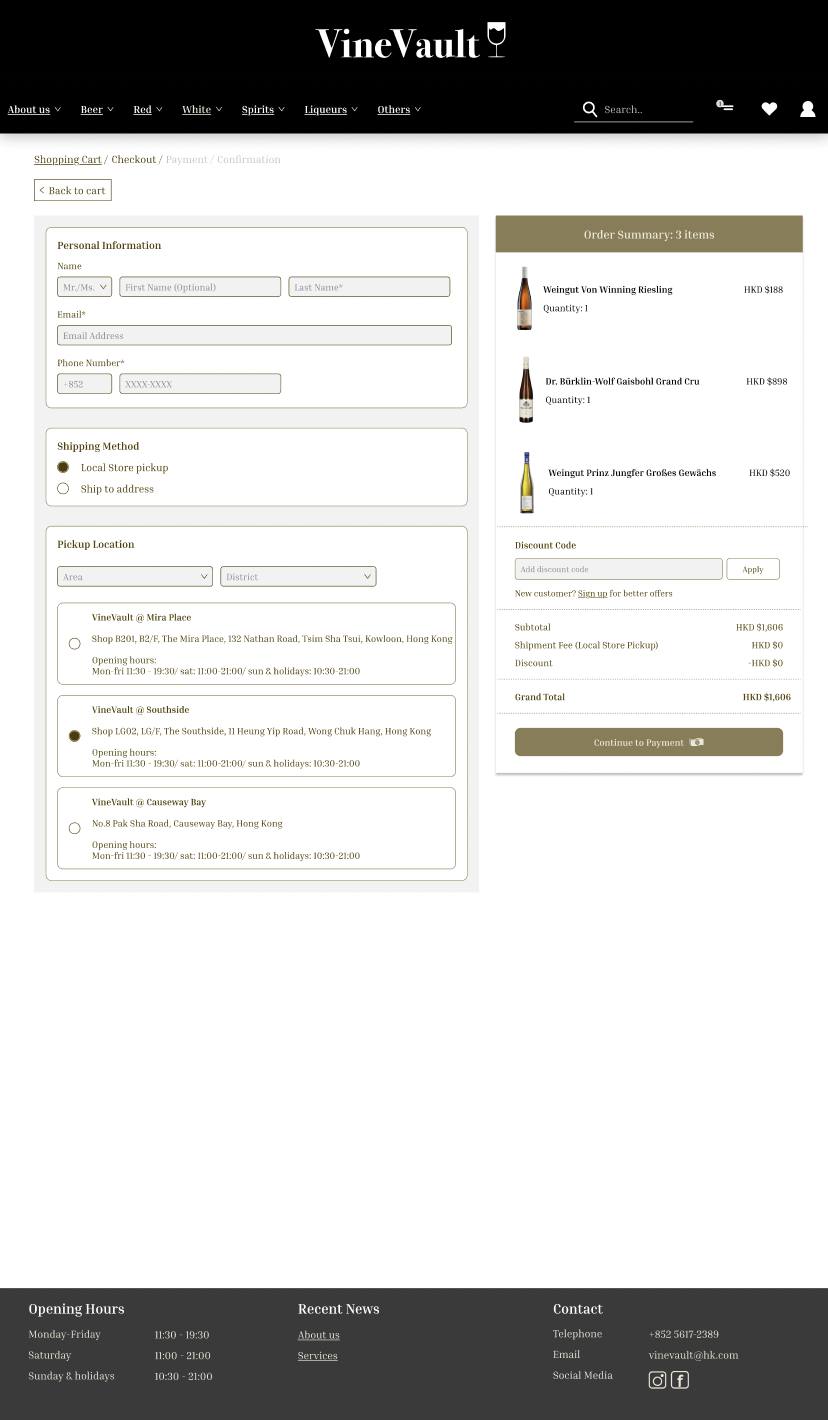 VineVault
About us Beer Red White Spirits Liqueurs Others Search..
Shopping Cart / Checkout / Payment / Confirmation
< Back to cart
Personal Information
Name
Mr./Ms. First Name (Optional) Last Name*
Email*
Email Address
Phone Number*
+852 XXXX-XXXX
Shipping Method
Local Store pickup
Ship to address
Pickup Location
Area District
VineVault @ Mira Place
Shop B201, B2/F, The Mira Place, 132 Nathan Road, Tsim Sha Tsui, Kowloon, Hong Kong
Opening hours:
Mon-fri 11:30 - 19:30/ sat: 11:00-21:00/ sun & holidays: 10:30-21:00
VineVault @ Southside
Shop LG02, LG/F, The Southside, 11 Heung Yip Road, Wong Chuk Hang, Hong Kong
Opening hours:
Mon-fri 11:30 - 19:30/ sat: 11:00-21:00/ sun & holidays: 10:30-21:00
VineVault @ Causeway Bay
No.8 Pak Sha Road, Causeway Bay, Hong Kong
Opening hours:
Mon-fri 11:30 - 19:30/ sat: 11:00-21:00/ sun & holidays: 10:30-21:00
Order Summary: 3 items
Weingut Von Winning Riesling HKD $188
Quantity: 1
Dr. Bürklin-Wolf Gaisbohl Grand Cru HKD $898
Quantity: 1
Weingut Prinz Jungfer Großes Gewächs HKD $520
Quantity: 1
Discount Code
Add discount code Apply
New customer? Sign up for better offers
Subtotal HKD $1,606
Shipment Fee (Local Store Pickup) HKD $0
Discount -HKD $0
Grand Total HKD $1,606
Continue to Payment
Opening Hours
Monday-Friday 11:30 - 19:30
Saturday 11:00 - 21:00
Sunday & holidays 10:30 - 21:00
Recent News
About us
Services
Contact
Telephone +852 5617-2389
Email vinevault@hk.com
Social Media